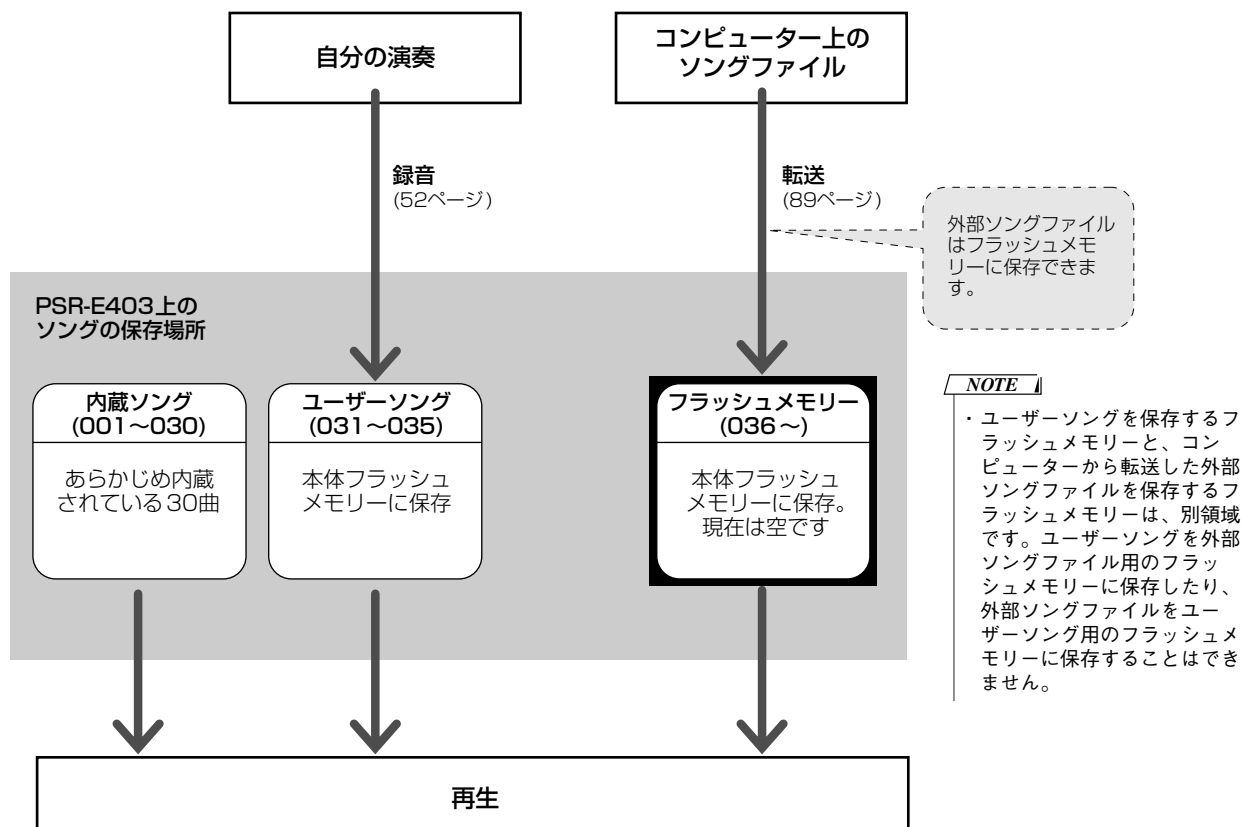 自分の演奏
コンピューター上の
ソングファイル
録音
(52ページ)
転送
(89ページ)
外部ソングファイル
はフラッシュメモ
リーに保存できま
す。
PSR-E403上の
ソングの保存場所
内蔵ソング
(001～030)
あらかじめ内蔵
されている30曲
ユーザーソング
(031～035)
本体フラッシュ
メモリーに保存
フラッシュメモリー
(036～)
本体フラッシュ
メモリーに保存。
現在は空です
NOTE
・ユーザーソングを保存するフ
ラッシュメモリーと、コン
ピューターから転送した外部
ソングファイルを保存するフ
ラッシュメモリーは、別領域
です。ユーザーソングを外部
ソングファイル用のフラッ
シュメモリーに保存したり、
外部ソングファイルをユー
ザーソング用のフラッシュメ
モリーに保存することはでき
ません。
再生